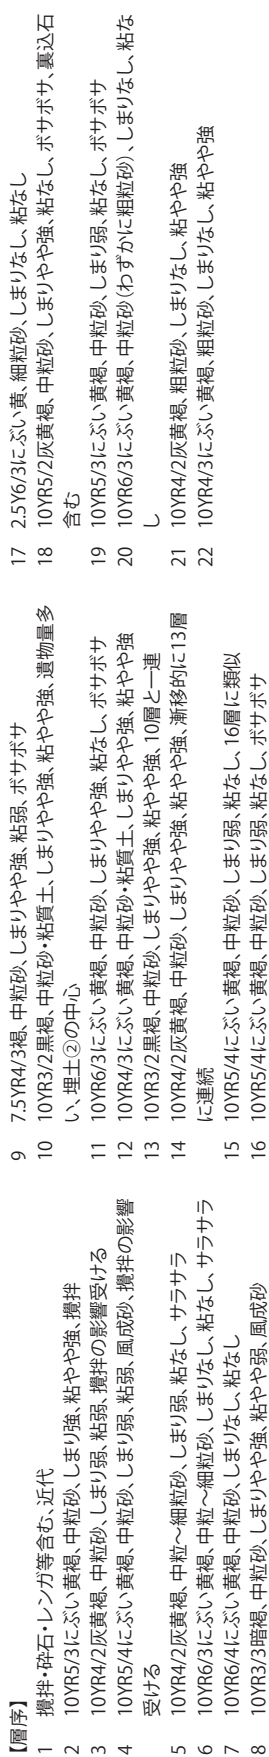 【層序】
1 攪拌・砕石・レンガ等含む、近代
2 10YR5/3にぶい黄褐、中粒砂、しまり強、粘やや強、攪拌
3 10YR4/2灰黄褐、中粒砂、しまり弱、粘弱、攪拌の影響受ける
4 10YR5/4にぶい黄褐、中粒砂、しまり弱、粘弱、風成砂、攪拌の影響
受ける
5 10YR4/2灰黄褐、中粒～細粒砂、しまり弱、粘なし、サラサラ
6 10YR6/3にぶい黄褐、中粒～細粒砂、しまりなし、粘なし、サラサラ
7 10YR6/4にぶい黄褐、中粒砂、しまりなし、粘なし
8 10YR3/3暗褐、中粒砂、しまりやや強、粘やや弱、風成砂
9 7.5YR4/3褐、中粒砂、しまりやや強、粘弱、ボサボサ
10 10YR3/2黒褐、中粒砂・粘質土、しまりやや強、粘やや強、遺物量多
い、埋土②の中心
11 10YR6/3にぶい黄褐、中粒砂、しまりやや強、粘なし、ボサボサ
12 10YR4/3にぶい黄褐、中粒砂・粘質土、しまりやや強、粘やや強
13 10YR3/2黒褐、中粒砂、しまりやや強、粘やや強、10層と一連
14 10YR4/2灰黄褐、中粒砂、しまりやや強、粘やや強、漸移的に13層
に連続
15 10YR5/4にぶい黄褐、中粒砂、しまり弱、粘なし、16層に類似
16 10YR5/4にぶい黄褐、中粒砂、しまり弱、粘なし、ボサボサ
17 2.5Y6/3にぶい黄、細粒砂、しまりなし、粘なし
18 10YR5/2灰黄褐、中粒砂、しまりやや強、粘なし、ボサボサ、裏込石
含む
19 10YR5/3にぶい黄褐、中粒砂、しまり弱、粘なし、ボサボサ
20 10YR6/3にぶい黄褐、中粒砂（わずかに粗粒砂）、しまりなし、粘な
し
21 10YR4/2灰黄褐、粗粒砂、しまりなし、粘やや強
22 10YR4/3にぶい黄褐、粗粒砂、しまりなし、粘やや強